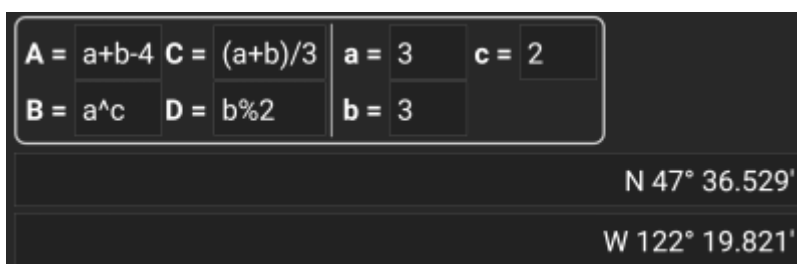 A = a+b-4 C = (a+b)/3 a = 3 c = 2
B = a^c D = b%2 b = 3
N 47° 36.529'
W 122° 19.821'